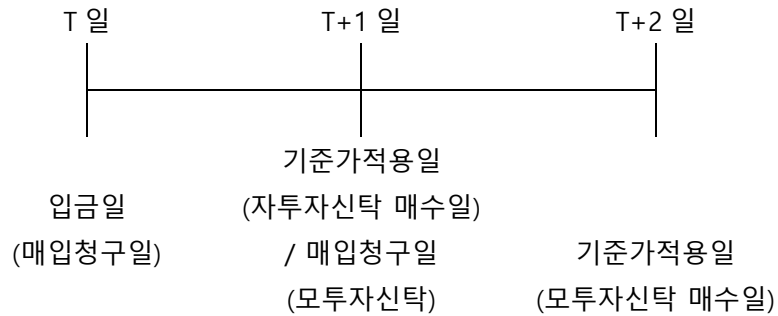 T 일 T+1 일 T+2 일
기준가적용일
입금일 (자투자신탁 매수일)
(매입청구일) / 매입청구일 기준가적용일
(모투자신탁) (모투자신탁 매수일)